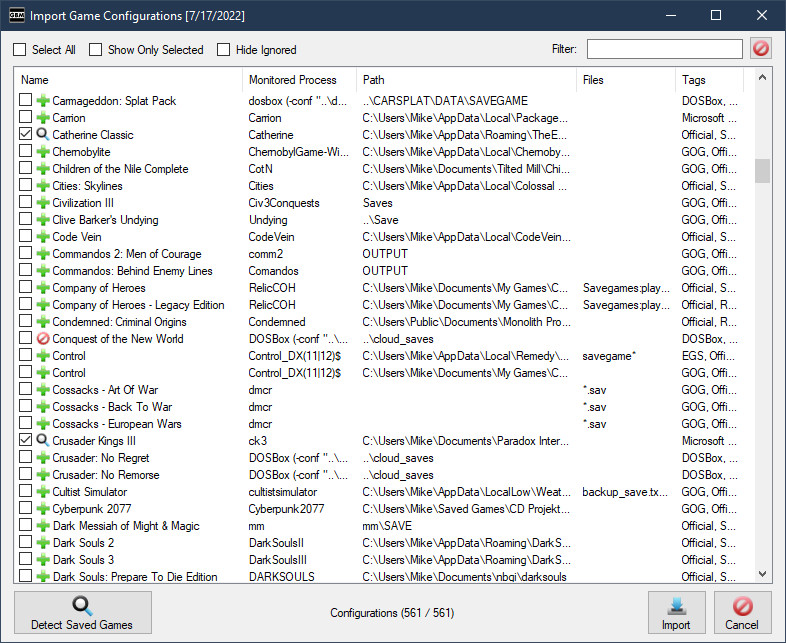 GBM Import Game Configurations [7/17/2022]
Select All Show Only Selected Hide Ignored Filter:
Name Monitored Process Path Files Tags
Carmageddon: Splat Pack dosbox (-conf "..\d... ..\CARSPLAT\DATA\SAVEGAME DOSBox, ...
Carrion Carrion C:\Users\Mike\AppData\Local\Package... Microsoft ...
Catherine Classic Catherine C:\Users\Mike\AppData\Roaming\TheE... Official, S...
Chernobylite ChernobylGame-Wi... C:\Users\Mike\AppData\Local\Chernoby... GOG, Offi...
Children of the Nile Complete CotN C:\Users\Mike\Documents\Tilted Mill\Chi... GOG, Offi...
Cities: Skylines Cities C:\Users\Mike\AppData\Local\Colossal ... Official, S...
Civilization III Civ3Conquests Saves GOG, Offi...
Clive Barker's Undying Undying ..\Save GOG, Offi...
Code Vein CodeVein C:\Users\Mike\AppData\Local\CodeVein... Official, S...
Commandos 2: Men of Courage comm2 OUTPUT GOG, Offi...
Commandos: Behind Enemy Lines Comandos OUTPUT GOG, Offi...
Company of Heroes RelicCOH C:\Users\Mike\Documents\My Games\C... Savegames:play... Official, S...
Company of Heroes - Legacy Edition RelicCOH C:\Users\Mike\Documents\My Games\C... Savegames:play... Official, R...
Condemned: Criminal Origins Condemned C:\Users\Public\Documents\Monolith Pro... Official, R...
Conquest of the New World DOSBox (-conf "..\... ..\cloud_saves DOSBox, ...
Control Control_DX(11|12)$ C:\Users\Mike\AppData\Local\Remedy\... savegame* EGS, Offi...
Control Control_DX(11|12)$ C:\Users\Mike\Documents\My Games\C... GOG, Offi...
Cossacks - Art Of War dmcr *.sav GOG, Offi...
Cossacks - Back To War dmcr *.sav GOG, Offi...
Cossacks - European Wars dmcr *.sav GOG, Offi...
Crusader Kings III ck3 C:\Users\Mike\Documents\Paradox Inter... Microsoft ...
Crusader: No Regret DOSBox (-conf "..\... ..\cloud_saves DOSBox, ...
Crusader: No Remorse DOSBox (-conf "..\... ..\cloud_saves DOSBox, ...
Cultist Simulator cultistsimulator C:\Users\Mike\AppData\LocalLow\Weat... backup_save.tx... GOG, Offi...
Cyberpunk 2077 Cyberpunk2077 C:\Users\Mike\Saved Games\CD Projekt... GOG, Offi...
Dark Messiah of Might & Magic mm mm\SAVE Official, S...
Dark Souls 2 DarkSoulsII C:\Users\Mike\AppData\Roaming\DarkS... Official, S...
Dark Souls 3 DarkSoulsIII C:\Users\Mike\AppData\Roaming\DarkS... Official, S...
Dark Souls: Prepare To Die Edition DARKSOULS C:\Users\Mike\Documents\nbgi\darksouls Official, S...
Detect Saved Games Configurations (561 / 561) Import Cancel